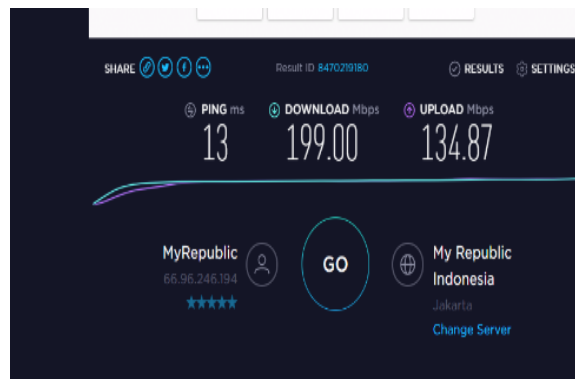 SHARE
Result ID 8470219180
RESULTS
SETTINGS
PING ms
DOWNLOAD Mbps
UPLOAD Mbps
13
199.00
134.87
MyRepublic
66.96.246.194
GO
My Republic
Indonesia
Jakarta
Change Server